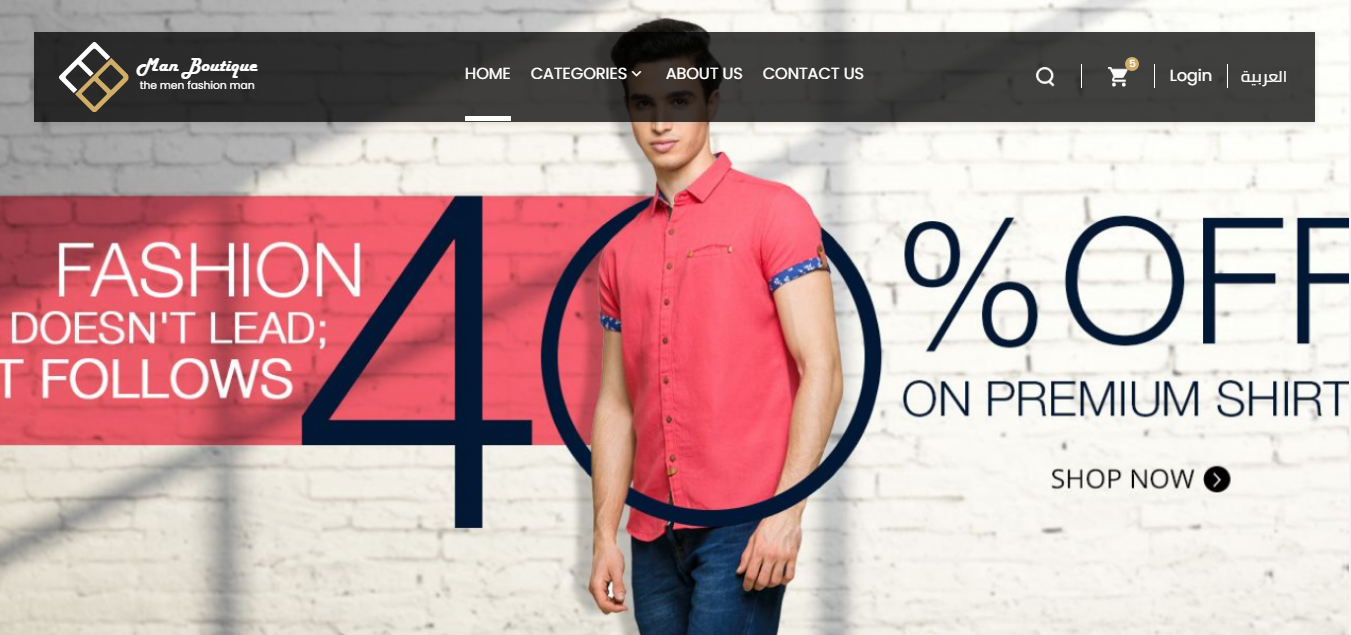 Man Boutique
the men fashion man
HOME CATEGORIES ABOUT US CONTACT US
5
Login
العربية
FASHION
DOESN'T LEAD;
T FOLLOWS
40
% OFF
ON PREMIUM SHIRT
SHOP NOW